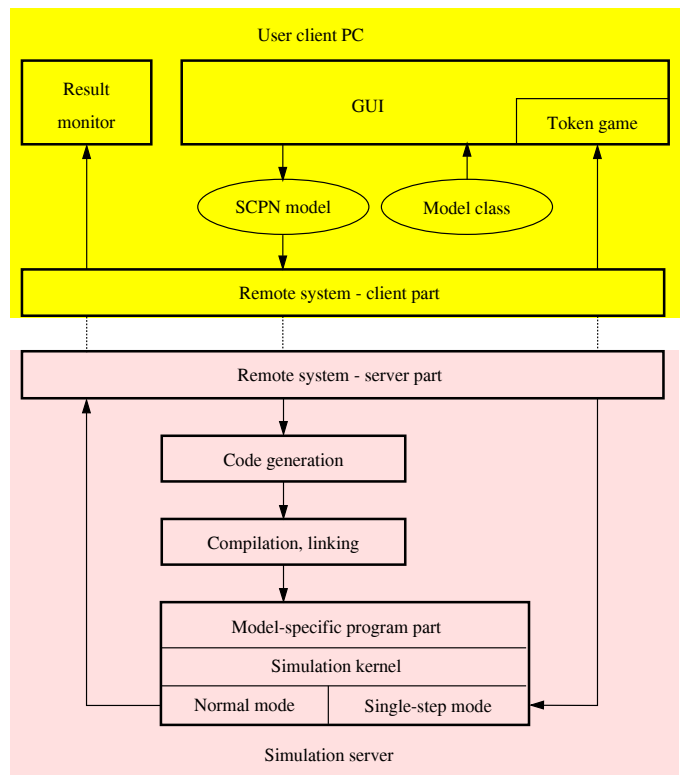 User client PC
Result
monitor
GUI
Token game
SCPN model
Model class
Remote system - client part
Remote system - server part
Code generation
Compilation, linking
Model-specific program part
Simulation kernel
Normal mode
Single-step mode
Simulation server